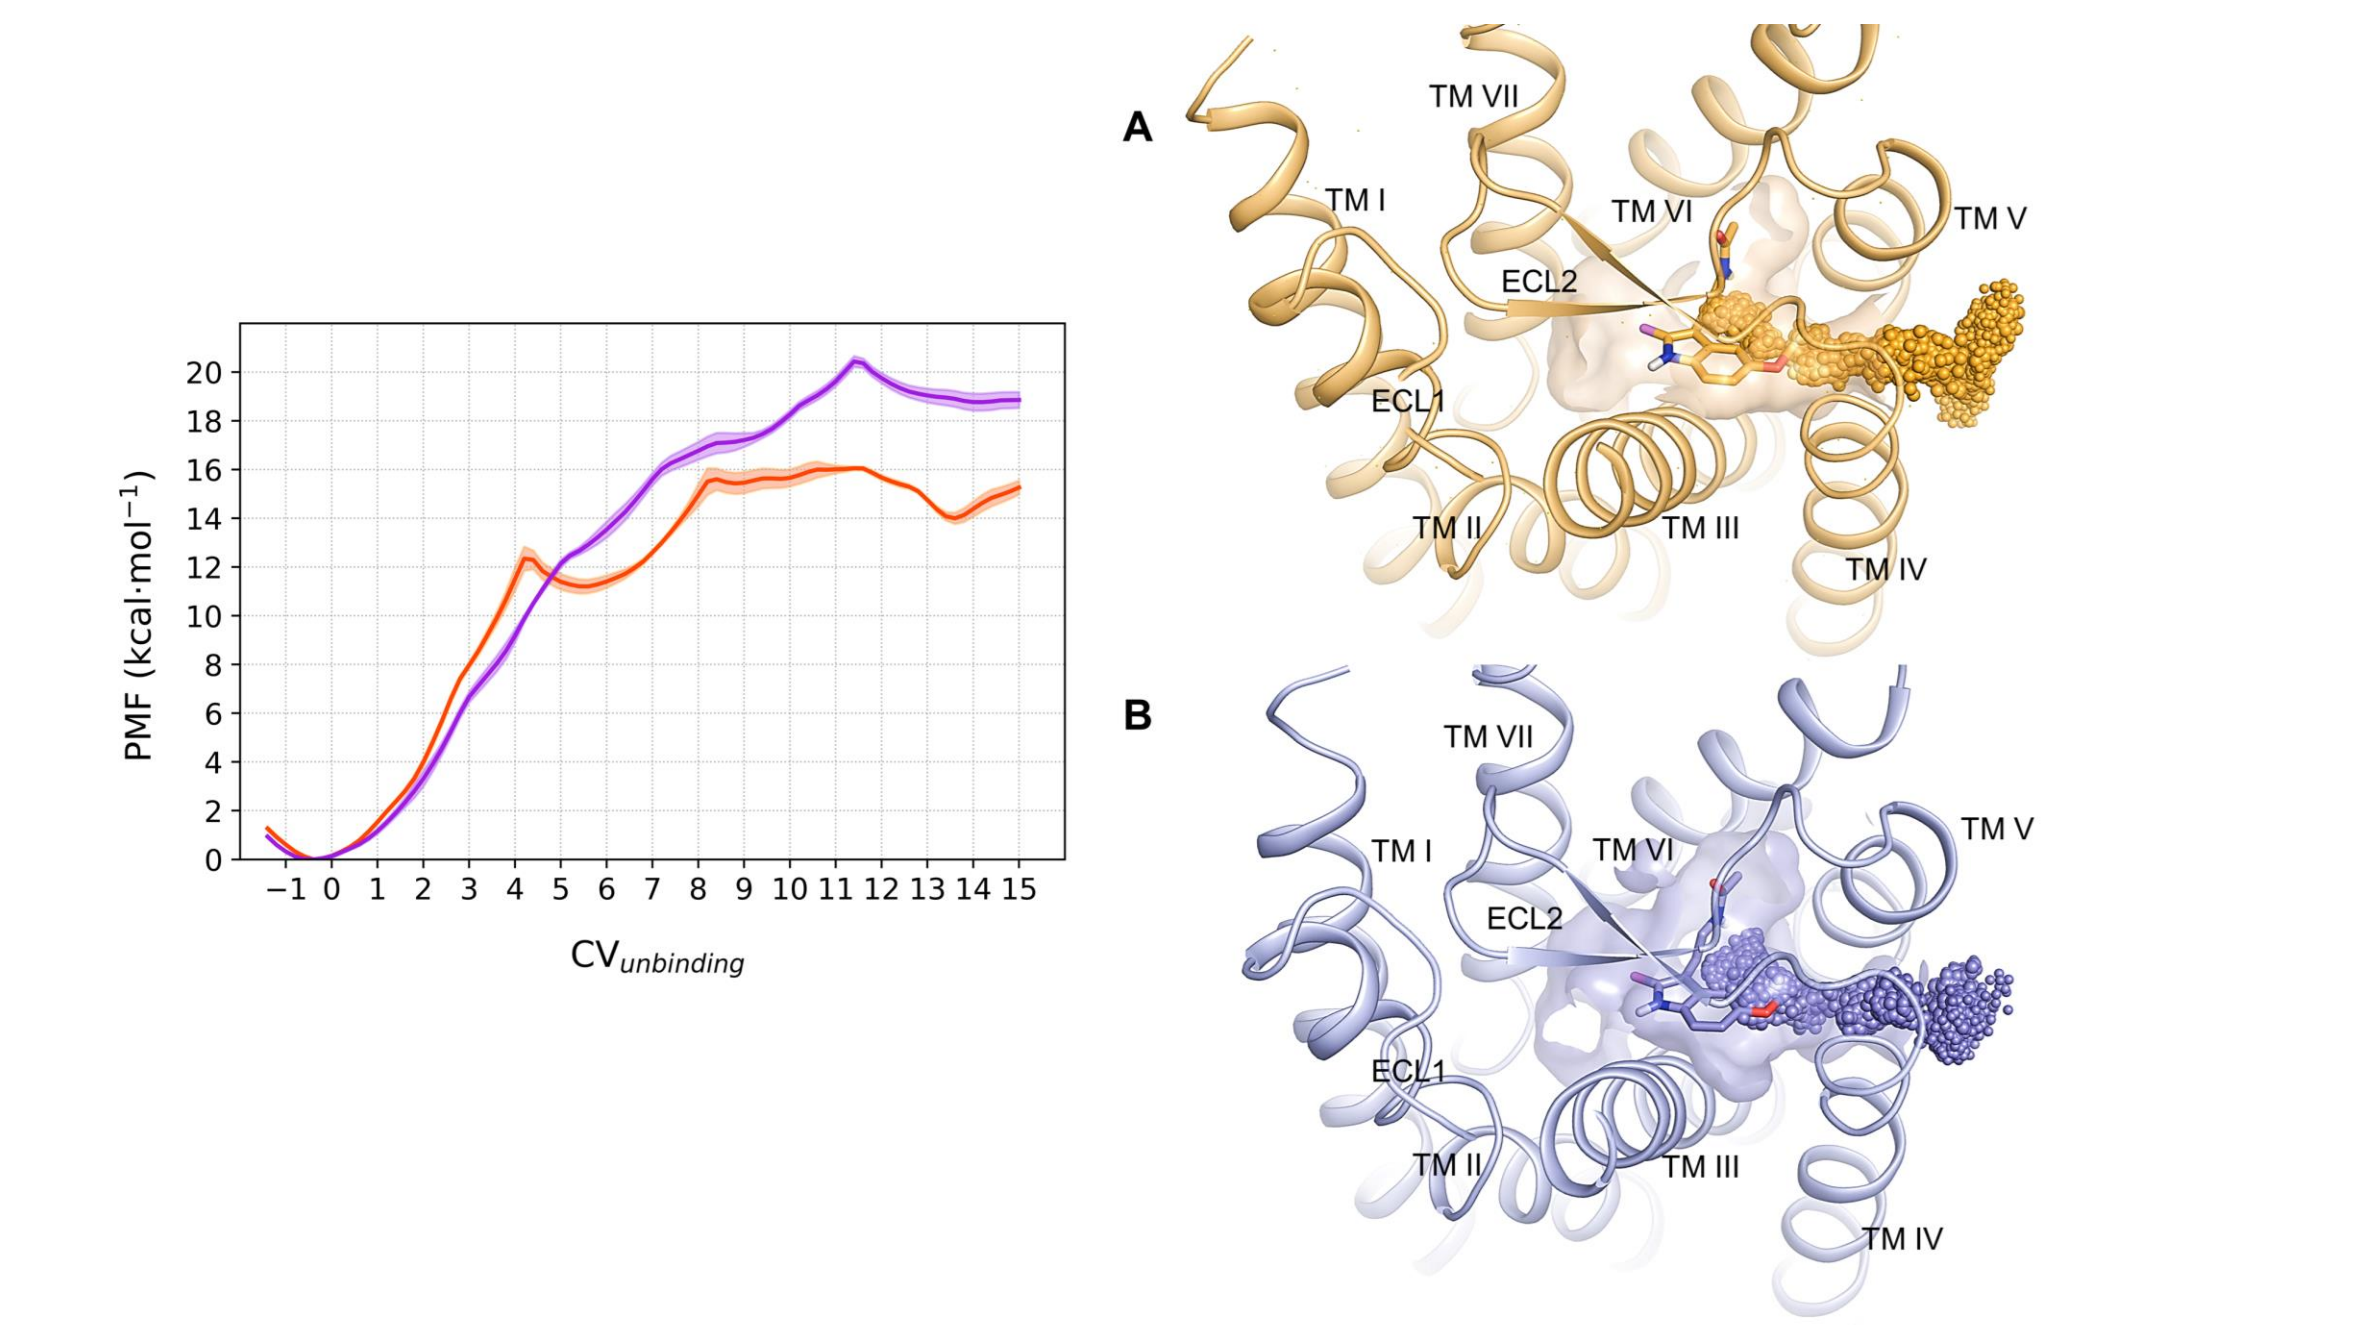 20
18
16
14
12
10
8
6
4
2
0
PMF (kcal·mol⁻¹)
−1 0 1 2 3 4 5 6 7 8 9 10 11 12 13 14 15
CVunbinding
A
TM VII
TM I
TM VI
TM V
ECL2
ECL1
TM II
TM III
TM IV
B
TM VII
TM V
TM I
TM VI
ECL2
ECL1
TM II
TM III
TM IV